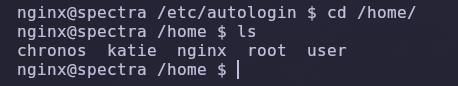 nginx@spectra /etc/autologin $ cd /home/
nginx@spectra /home $ ls
chronos  katie  nginx  root  user
nginx@spectra /home $